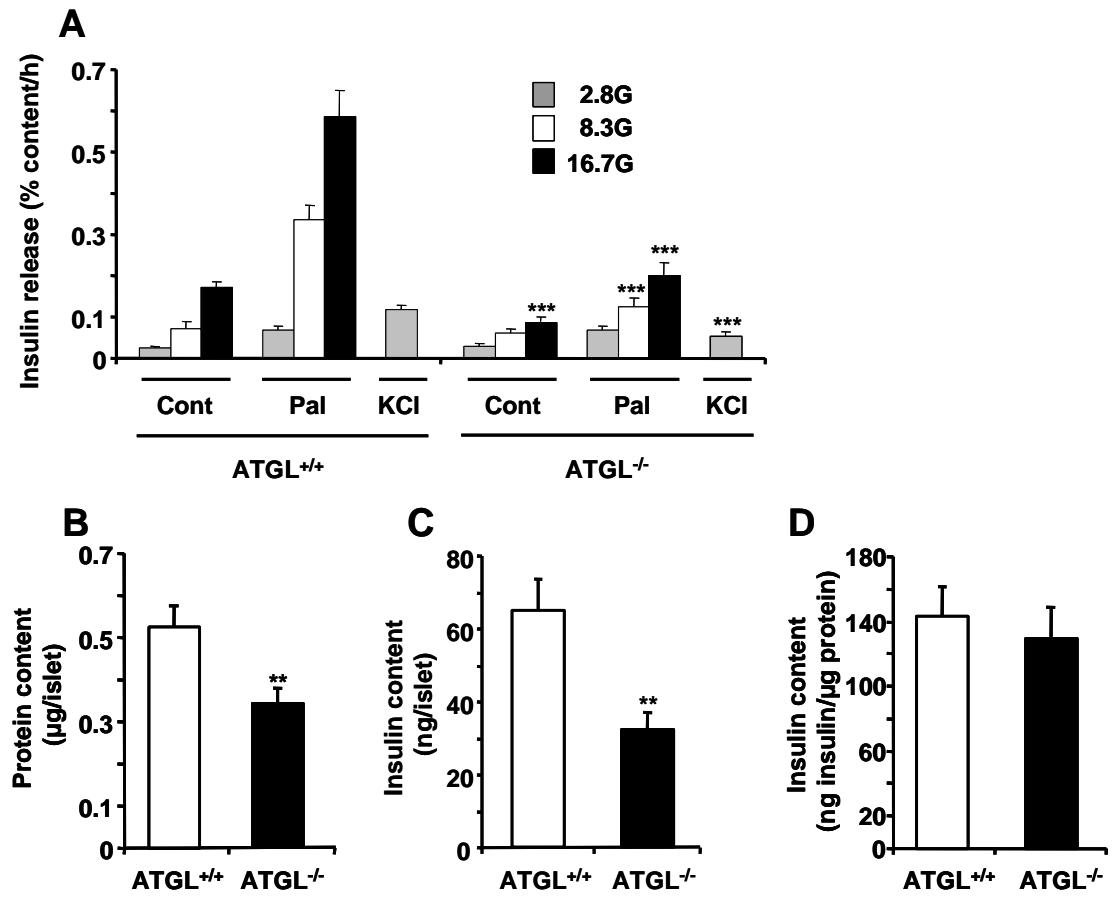 A
Insulin release (% content/h)
0.7
0.5
0.3
0.1
0
2.8G
8.3G
16.7G
***
***
***
***
Cont Pal KCl Cont Pal KCl
ATGL+/+ ATGL-/-
B
Protein content
(µg/islet)
0.7
0.5
0.3
0.1
0
**
ATGL+/+ ATGL-/-
C
Insulin content
(ng/islet)
80
60
40
20
0
**
ATGL+/+ ATGL-/-
D
Insulin content
(ng insulin/µg protein)
180
140
100
60
20
0
ATGL+/+ ATGL-/-